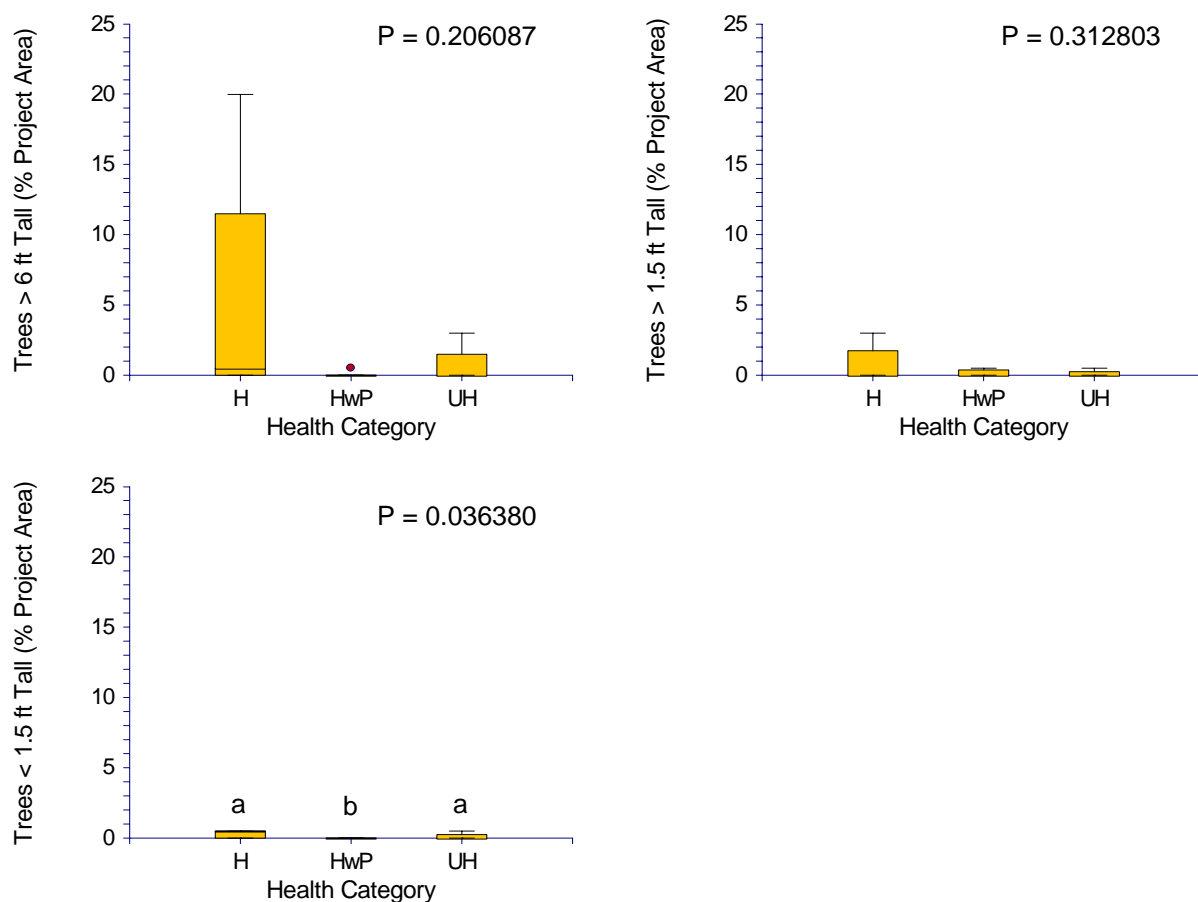 Trees > 6 ft Tall (% Project Area)
25
20
15
10
5
0
P = 0.206087
H HwP UH
Health Category
Trees > 1.5 ft Tall (% Project Area)
25
20
15
10
5
0
P = 0.312803
H HwP UH
Health Category
Trees < 1.5 ft Tall (% Project Area)
25
20
15
10
5
0
P = 0.036380
a b a
H HwP UH
Health Category